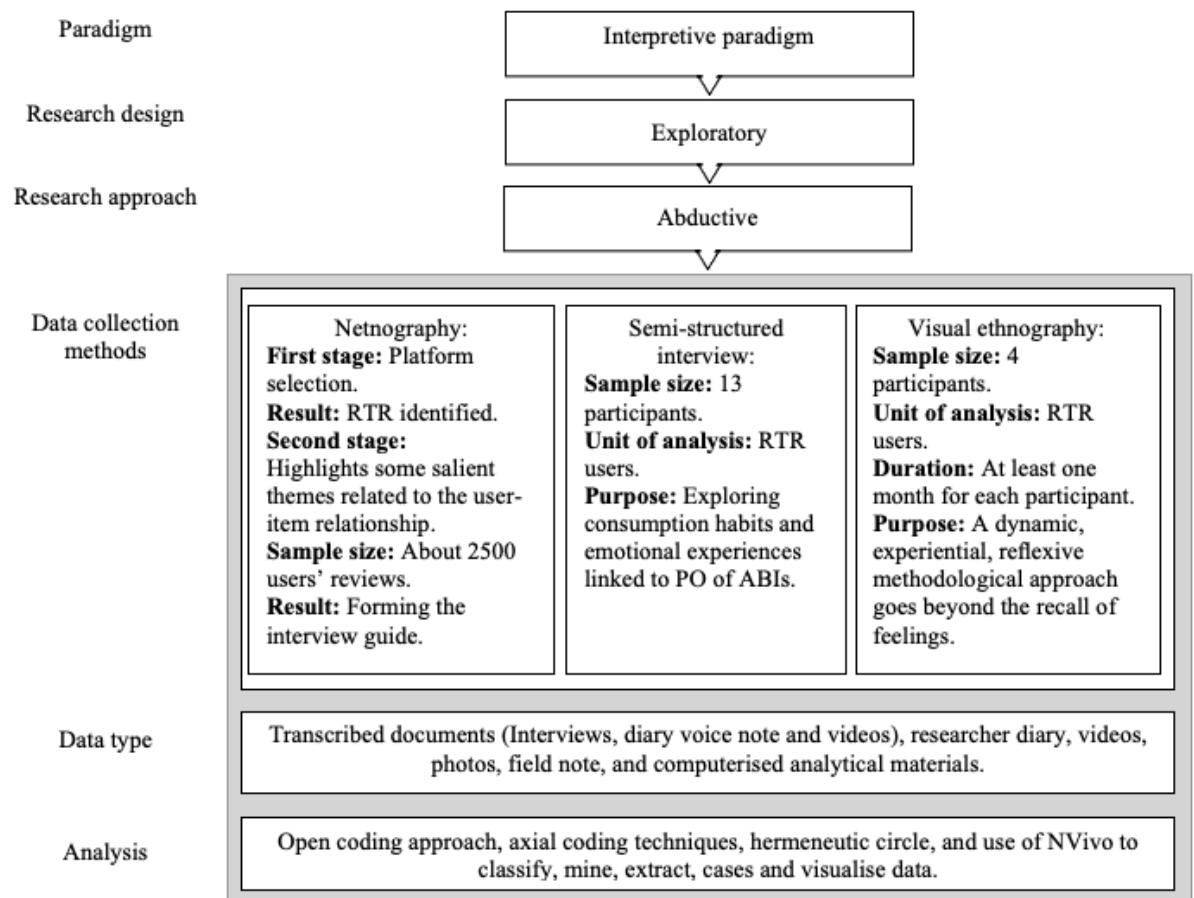 Paradigm
Interpretive paradigm
Research design
Exploratory
Research approach
Abductive
Data collection
methods
Netnography:
First stage: Platform
selection.
Result: RTR identified.
Second stage:
Highlights some salient
themes related to the user-
item relationship.
Sample size: About 2500
users’ reviews.
Result: Forming the
interview guide.
Semi-structured
interview:
Sample size: 13
participants.
Unit of analysis: RTR
users.
Purpose: Exploring
consumption habits and
emotional experiences
linked to PO of ABIs.
Visual ethnography:
Sample size: 4
participants.
Unit of analysis: RTR
users.
Duration: At least one
month for each participant.
Purpose: A dynamic,
experiential, reflexive
methodological approach
goes beyond the recall of
feelings.
Data type
Transcribed documents (Interviews, diary voice note and videos), researcher diary, videos,
photos, field note, and computerised analytical materials.
Analysis
Open coding approach, axial coding techniques, hermeneutic circle, and use of NVivo to
classify, mine, extract, cases and visualise data.